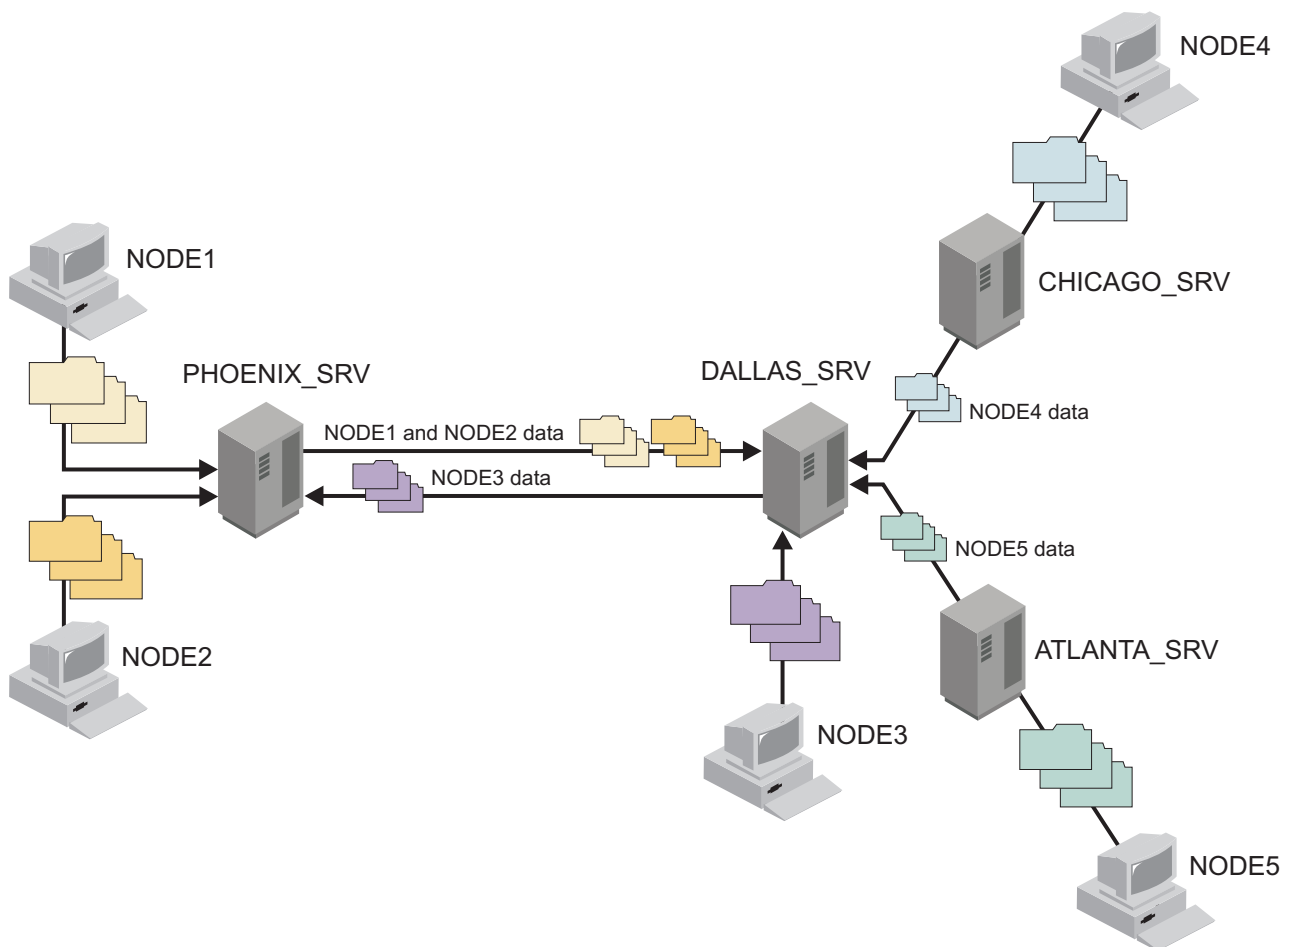 NODE4
NODE1
CHICAGO_SRV
PHOENIX_SRV
DALLAS_SRV
NODE4 data
NODE1 and NODE2 data
NODE3 data
NODE5 data
NODE2
ATLANTA_SRV
NODE3
NODE5